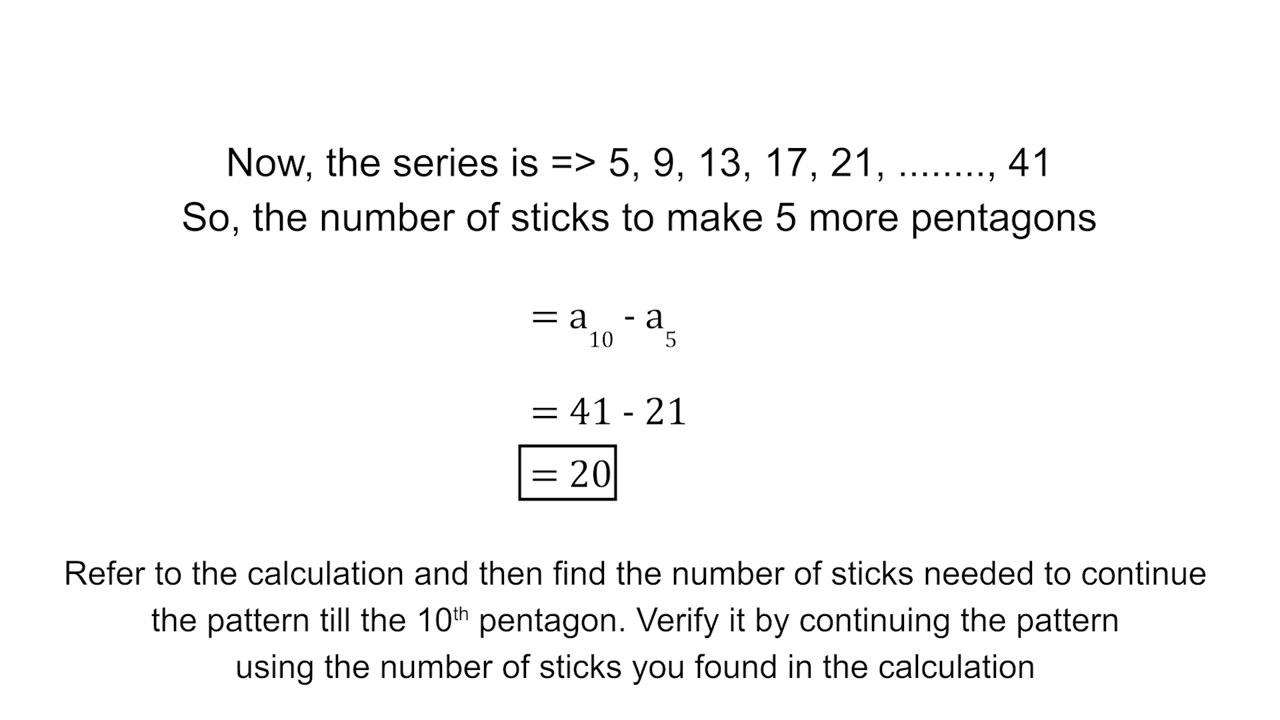 Now, the series is => 5, 9, 13, 17, 21, ........, 41
So, the number of sticks to make 5 more pentagons
= a₁₀ - a₅
= 41 - 21
= 20
Refer to the calculation and then find the number of sticks needed to continue
the pattern till the 10ᵗʰ pentagon. Verify it by continuing the pattern
using the number of sticks you found in the calculation